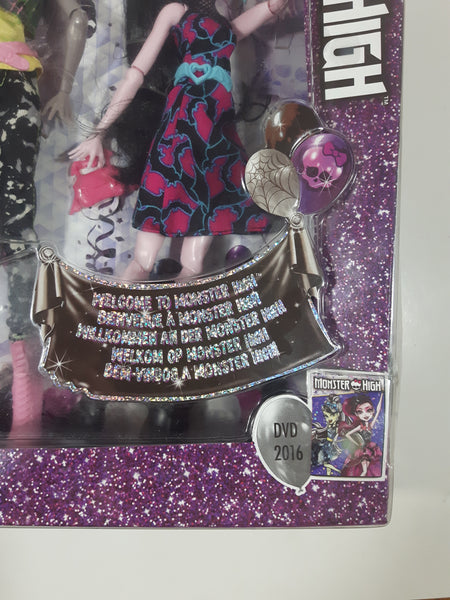 HIGH
WELCOME TO MONSTER HIGH
BIENVENUE À MONSTER HIGH
WILLKOMMEN AN DER MONSTER HIGH
WELKOM OP MONSTER HIGH
BEM-VINDOS A MONSTER HIGH
MONSTER HIGH
DVD
2016